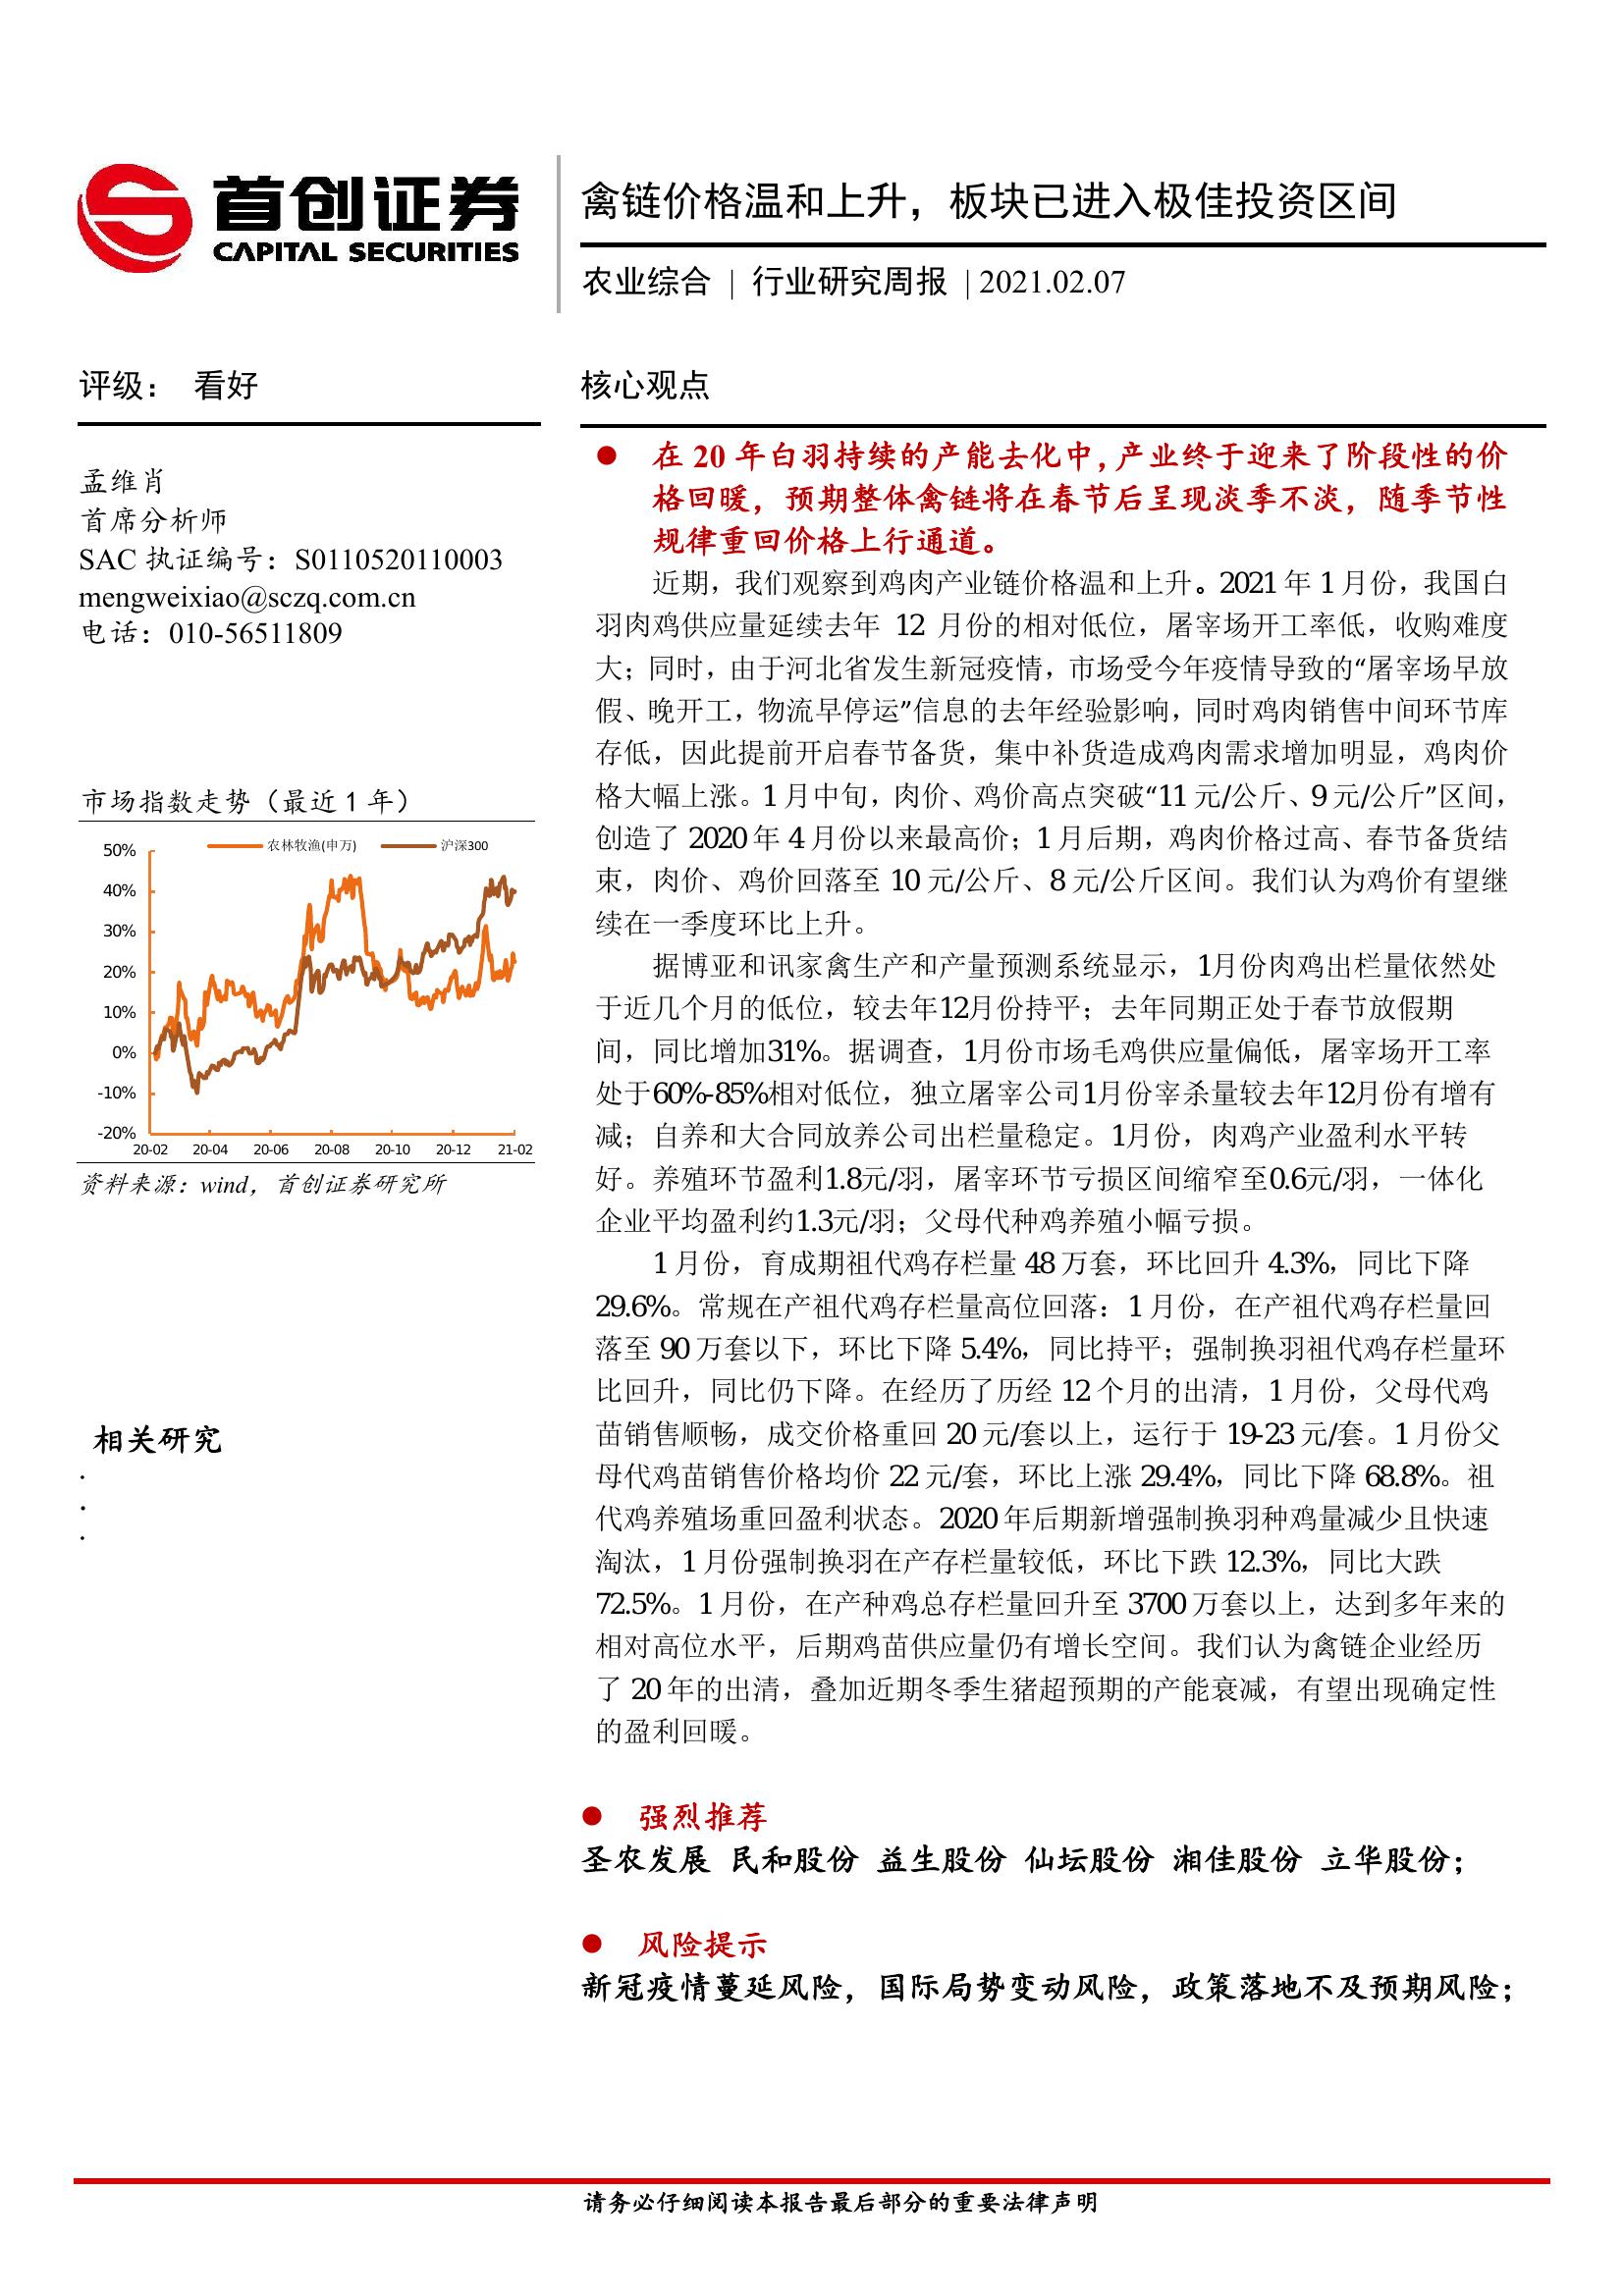 首创证券
CAPITAL SECURITIES
禽链价格温和上升，板块已进入极佳投资区间
农业综合 | 行业研究周报 | 2021.02.07
评级： 看好
孟维肖
首席分析师
SAC 执证编号：S0110520110003
mengweixiao@sczq.com.cn
电话：010-56511809
市场指数走势（最近 1 年）
农林牧渔(申万) 沪深300
50%
40%
30%
20%
10%
0%
-10%
-20%
20-02 20-04 20-06 20-08 20-10 20-12 21-02
资料来源：wind，首创证券研究所
相关研究
·
·
·
核心观点
● 在 20 年白羽持续的产能去化中，产业终于迎来了阶段性的价
格回暖，预期整体禽链将在春节后呈现淡季不淡，随季节性
规律重回价格上行通道。
近期，我们观察到鸡肉产业链价格温和上升。2021 年 1 月份，我国白
羽肉鸡供应量延续去年 12 月份的相对低位，屠宰场开工率低，收购难度
大；同时，由于河北省发生新冠疫情，市场受今年疫情导致的“屠宰场早放
假、晚开工，物流早停运”信息的去年经验影响，同时鸡肉销售中间环节库
存低，因此提前开启春节备货，集中补货造成鸡肉需求增加明显，鸡肉价
格大幅上涨。1 月中旬，肉价、鸡价高点突破“11 元/公斤、9 元/公斤”区间，
创造了 2020 年 4 月份以来最高价；1 月后期，鸡肉价格过高、春节备货结
束，肉价、鸡价回落至 10 元/公斤、8 元/公斤区间。我们认为鸡价有望继
续在一季度环比上升。
据博亚和讯家禽生产和产量预测系统显示，1月份肉鸡出栏量依然处
于近几个月的低位，较去年12月份持平；去年同期正处于春节放假期
间，同比增加31%。据调查，1月份市场毛鸡供应量偏低，屠宰场开工率
处于60%-85%相对低位，独立屠宰公司1月份宰杀量较去年12月份有增有
减；自养和大合同放养公司出栏量稳定。1月份，肉鸡产业盈利水平转
好。养殖环节盈利1.8元/羽，屠宰环节亏损区间缩窄至0.6元/羽，一体化
企业平均盈利约1.3元/羽；父母代种鸡养殖小幅亏损。
1 月份，育成期祖代鸡存栏量 48 万套，环比回升 4.3%，同比下降
29.6%。常规在产祖代鸡存栏量高位回落：1 月份，在产祖代鸡存栏量回
落至 90 万套以下，环比下降 5.4%，同比持平；强制换羽祖代鸡存栏量环
比回升，同比仍下降。在经历了历经 12 个月的出清，1 月份，父母代鸡
苗销售顺畅，成交价格重回 20 元/套以上，运行于 19-23 元/套。1 月份父
母代鸡苗销售价格均价 22 元/套，环比上涨 29.4%，同比下降 68.8%。祖
代鸡养殖场重回盈利状态。2020 年后期新增强制换羽种鸡量减少且快速
淘汰，1 月份强制换羽在产存栏量较低，环比下跌 12.3%，同比大跌
72.5%。1 月份，在产种鸡总存栏量回升至 3700 万套以上，达到多年来的
相对高位水平，后期鸡苗供应量仍有增长空间。我们认为禽链企业经历
了 20 年的出清，叠加近期冬季生猪超预期的产能衰减，有望出现确定性
的盈利回暖。
● 强烈推荐
圣农发展 民和股份 益生股份 仙坛股份 湘佳股份 立华股份；
● 风险提示
新冠疫情蔓延风险，国际局势变动风险，政策落地不及预期风险；
请务必仔细阅读本报告最后部分的重要法律声明